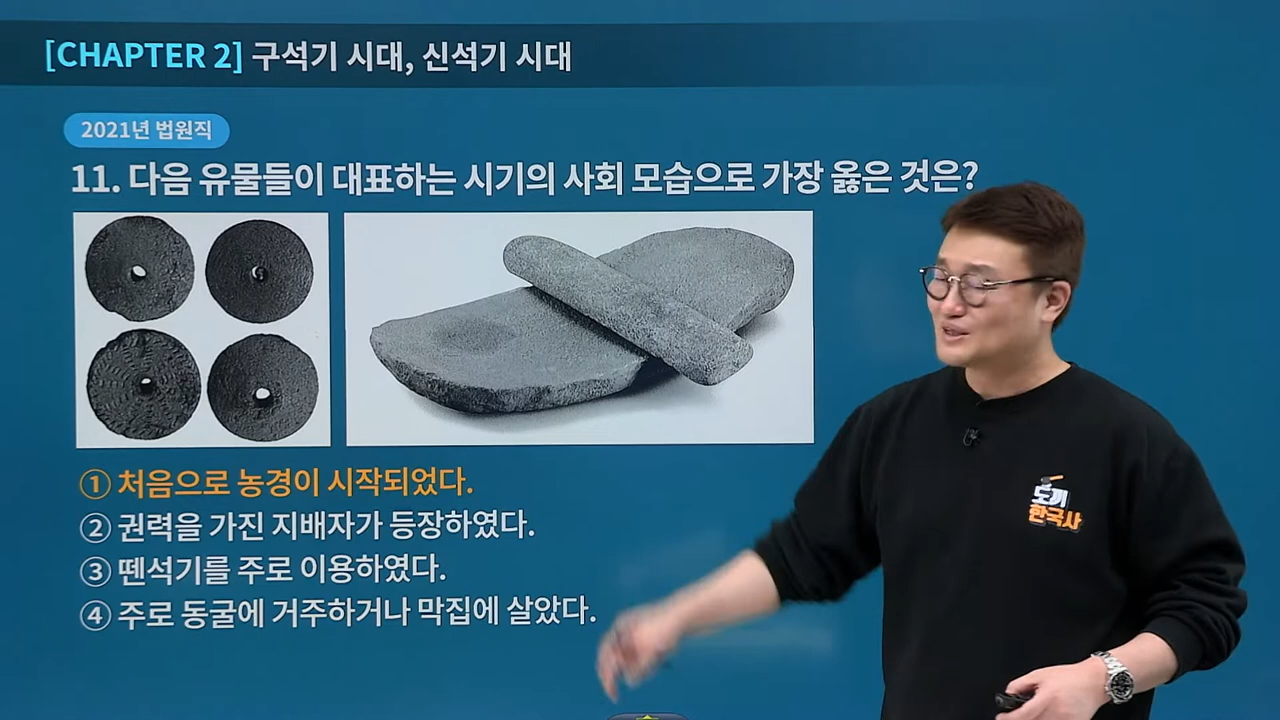 [CHAPTER 2] 구석기 시대, 신석기 시대
2021년 법원직
11. 다음 유물들이 대표하는 시기의 사회 모습으로 가장 옳은 것은?
① 처음으로 농경이 시작되었다.
② 권력을 가진 지배자가 등장하였다.
③ 뗀석기를 주로 이용하였다.
④ 주로 동굴에 거주하거나 막집에 살았다.
도끼
한국사